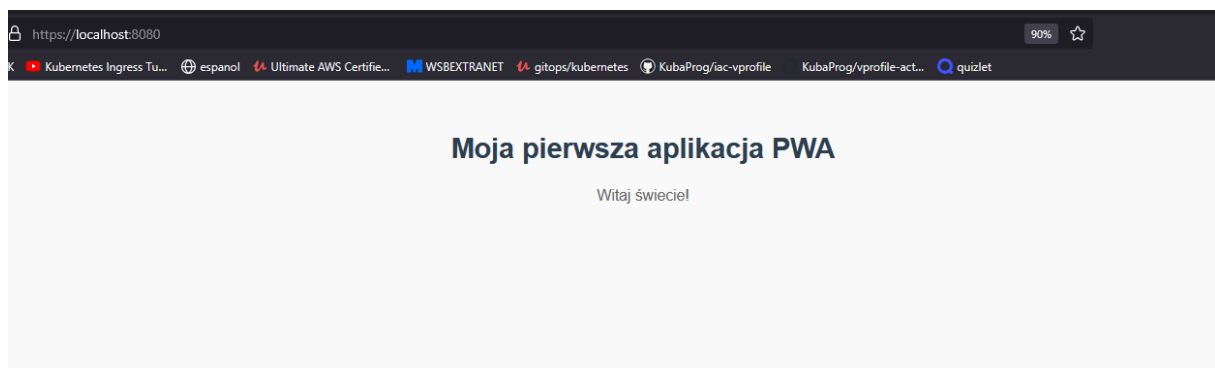 https://localhost:8080 90%
K Kubernetes Ingress Tu... espanol Ultimate AWS Certifie... WSBEXTRANET gitops/kubernetes KubaProg/iac-vprofile KubaProg/vprofile-act... quizlet
Moja pierwsza aplikacja PWA
Witaj świecie!